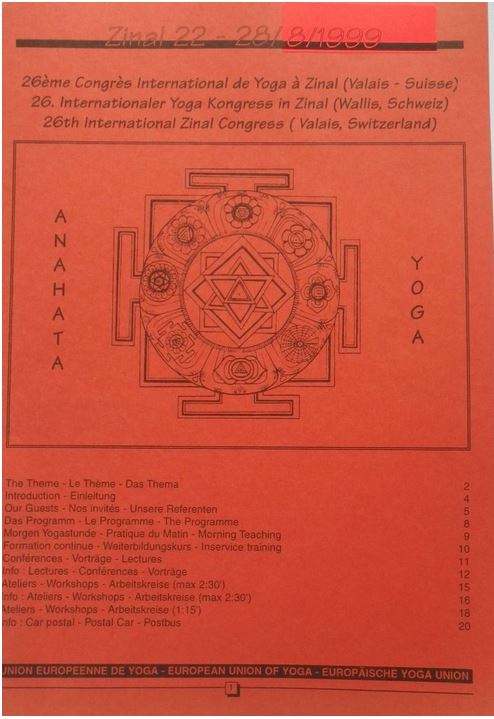 Zinal 22 - 28/8/1999
26ème Congrès International de Yoga à Zinal (Valais - Suisse)
26. Internationaler Yoga Kongress in Zinal (Wallis, Schweiz)
26th International Zinal Congress ( Valais, Switzerland)
ANAHATA
YOGA
The Theme - Le Thème - Das Thema 2
Introduction - Einleitung 4
Our Guests - Nos invités - Unsere Referenten 5
Das Programm - Le Programme - The Programme 8
Morgen Yogastunde - Pratique du Matin - Morning Teaching 9
Formation continue - Weiterbildungskurs - Inservice training 10
Conférences - Vorträge - Lectures 11
Info : Lectures - Conférences - Vorträge 12
Ateliers - Workshops - Arbeitskreise (max 2:30') 15
Info : Ateliers - Workshops - Arbeitskreise (max 2:30') 16
Ateliers - Workshops - Arbeitskreise (1:15') 18
nfo : Car postal - Postal Car - Postbus 20
UNION EUROPEENNE DE YOGA - EUROPEAN UNION OF YOGA - EUROPÄISCHE YOGA UNION
1